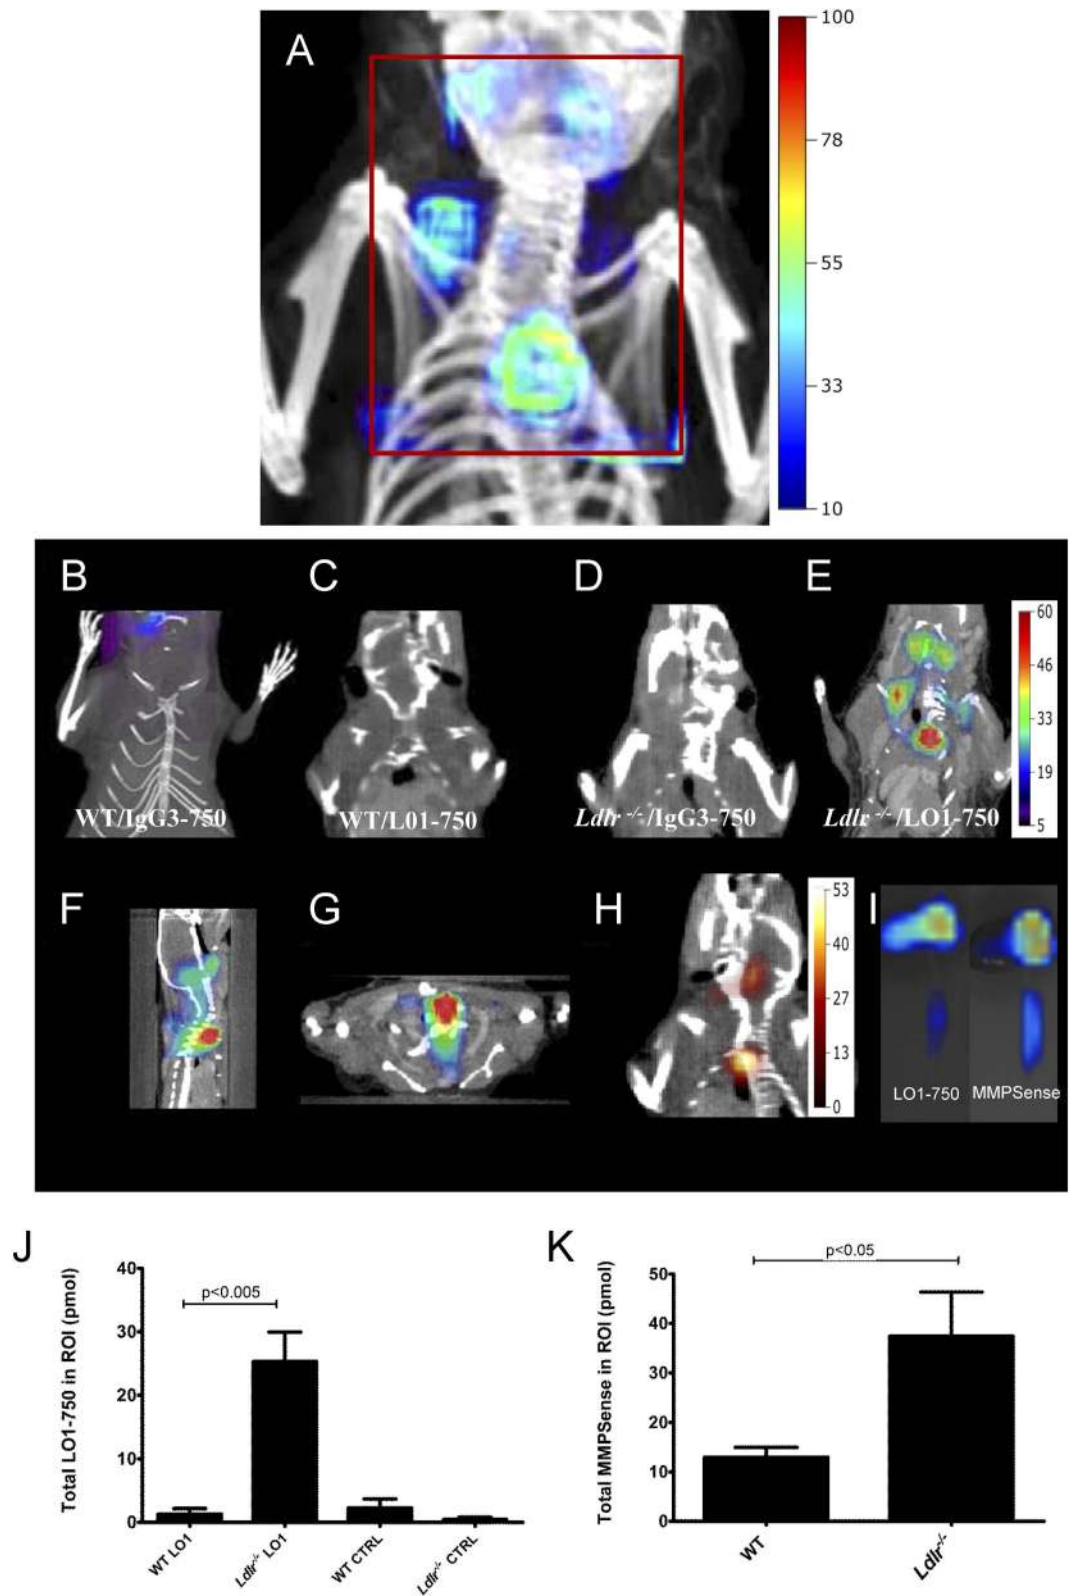 A
100
78
55
33
10
B
C
D
E
60
46
33
19
5
WT/IgG3-750
WT/L01-750
Ldlr -/-/IgG3-750
Ldlr -/-/LO1-750
F
G
H
I
53
40
27
13
0
LO1-750
MMPSense
J
Total LO1-750 in ROI (pmol)
40
30
20
10
0
p<0.005
WT LO1
Ldlr-/- LO1
WT CTRL
Ldlr-/- CTRL
K
Total MMPSense in ROI (pmol)
50
40
30
20
10
0
p<0.05
WT
Ldlr-/-